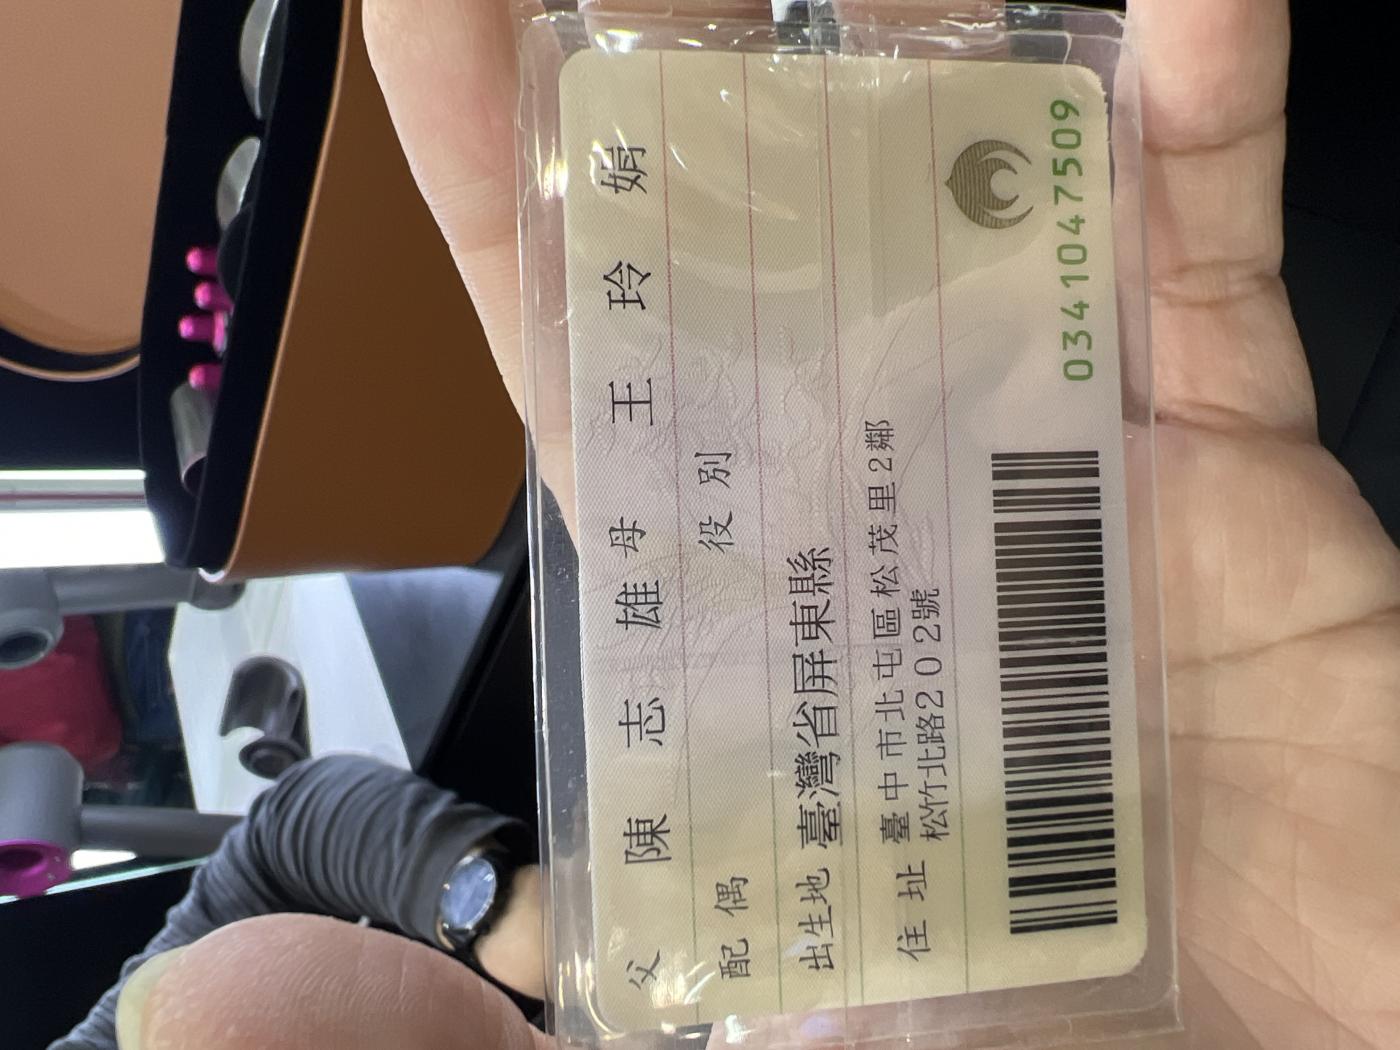 父 陳志雄 母 王玲娟
配偶 役別
出生地 臺灣省屏東縣
住址 臺中市北屯區松茂里2鄰
松竹北路202號
0341047509